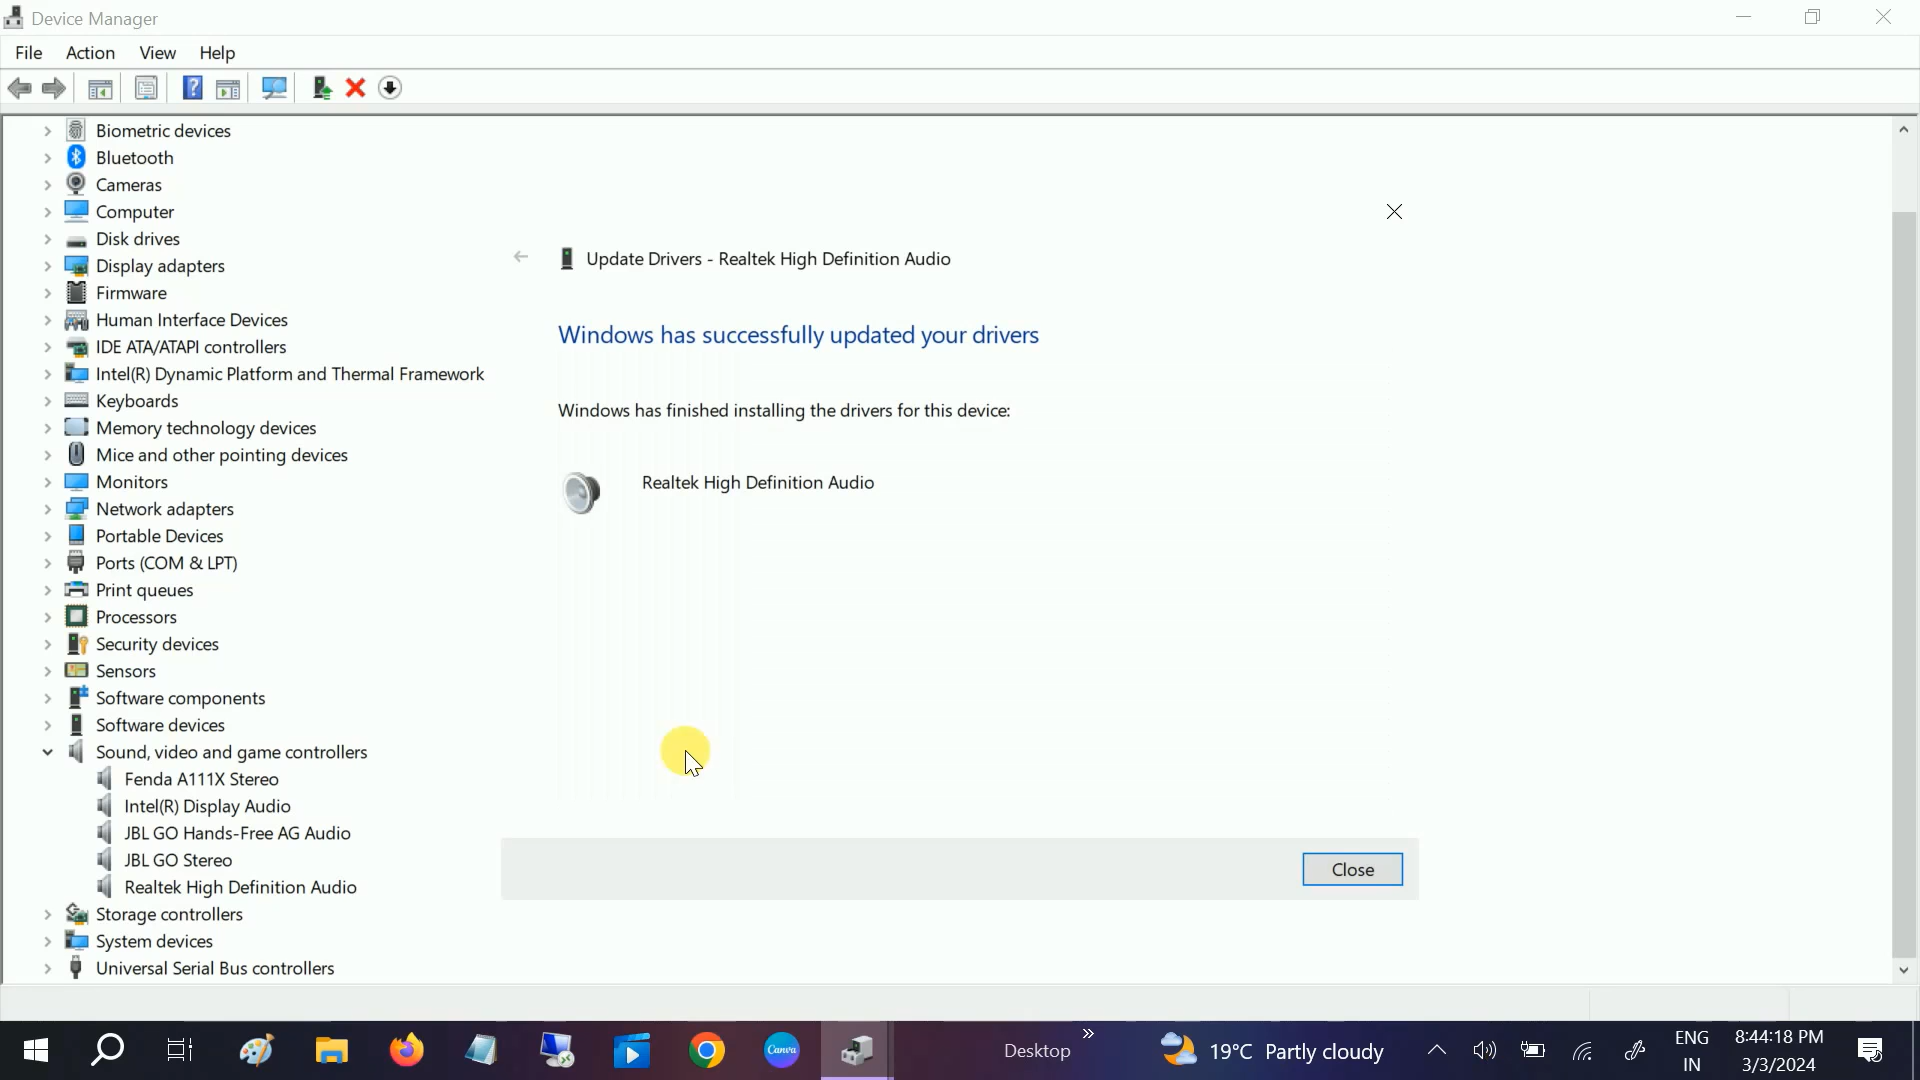 Device Manager
File Action View Help
Biometric devices
Bluetooth
Cameras
Computer
Disk drives
Display adapters
Firmware
Human Interface Devices
IDE ATA/ATAPI controllers
Intel(R) Dynamic Platform and Thermal Framework
Keyboards
Memory technology devices
Mice and other pointing devices
Monitors
Network adapters
Portable Devices
Ports (COM & LPT)
Print queues
Processors
Security devices
Sensors
Software components
Software devices
Sound, video and game controllers
Fenda A111X Stereo
Intel(R) Display Audio
JBL GO Hands-Free AG Audio
JBL GO Stereo
Realtek High Definition Audio
Storage controllers
System devices
Universal Serial Bus controllers
Update Drivers - Realtek High Definition Audio
Windows has successfully updated your drivers
Windows has finished installing the drivers for this device:
Realtek High Definition Audio
Close
Canva
Desktop
19°C Partly cloudy
ENG
IN
8:44:18 PM
3/3/2024